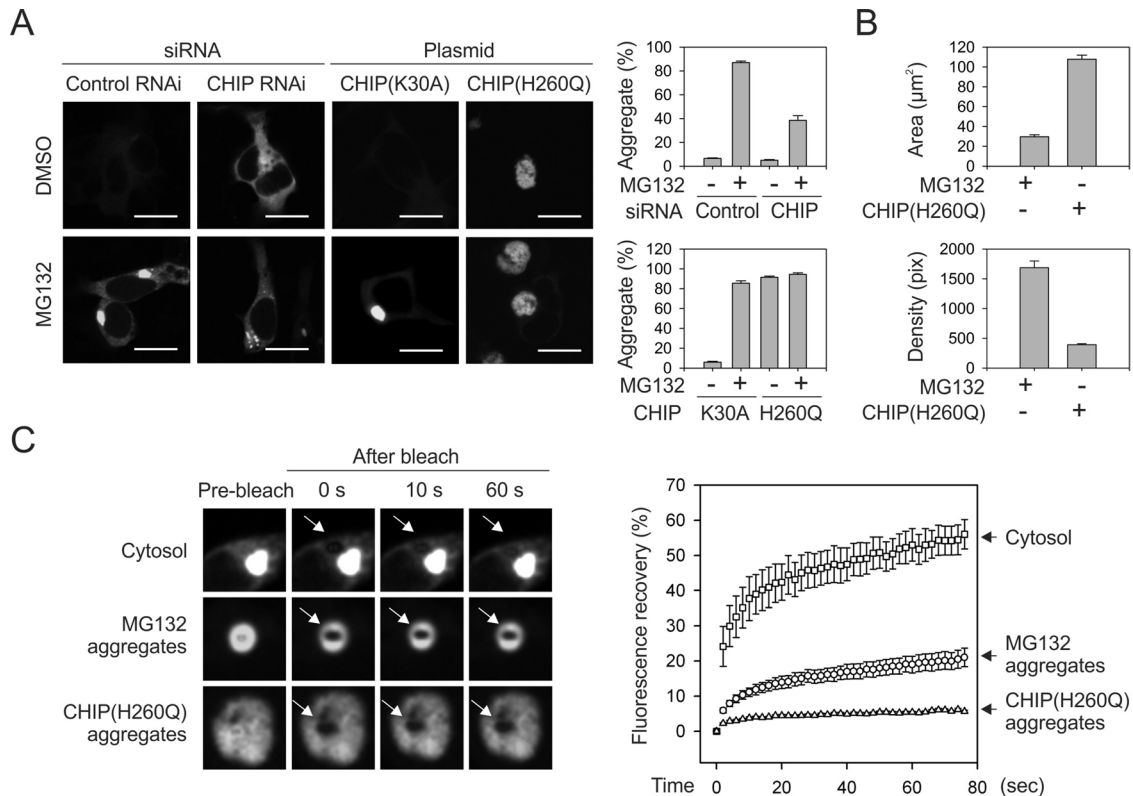 A
siRNA
Plasmid
Control RNAi
CHIP RNAi
CHIP(K30A)
CHIP(H260Q)
DMSO
MG132
Aggregate (%)
100
80
60
40
20
0
MG132
- + - +
siRNA
Control
CHIP
Aggregate (%)
100
80
60
40
20
0
MG132
- + - +
CHIP
K30A
H260Q
B
Area (µm²)
120
100
80
60
40
20
0
MG132
+ -
CHIP(H260Q)
- +
Density (pix)
2000
1500
1000
500
0
MG132
+ -
CHIP(H260Q)
- +
C
After bleach
Pre-bleach
0 s
10 s
60 s
Cytosol
MG132
aggregates
CHIP(H260Q)
aggregates
Fluorescence recovery (%)
70
60
50
40
30
20
10
0
Cytosol
MG132
aggregates
CHIP(H260Q)
aggregates
Time
0 20 40 60 80
(sec)